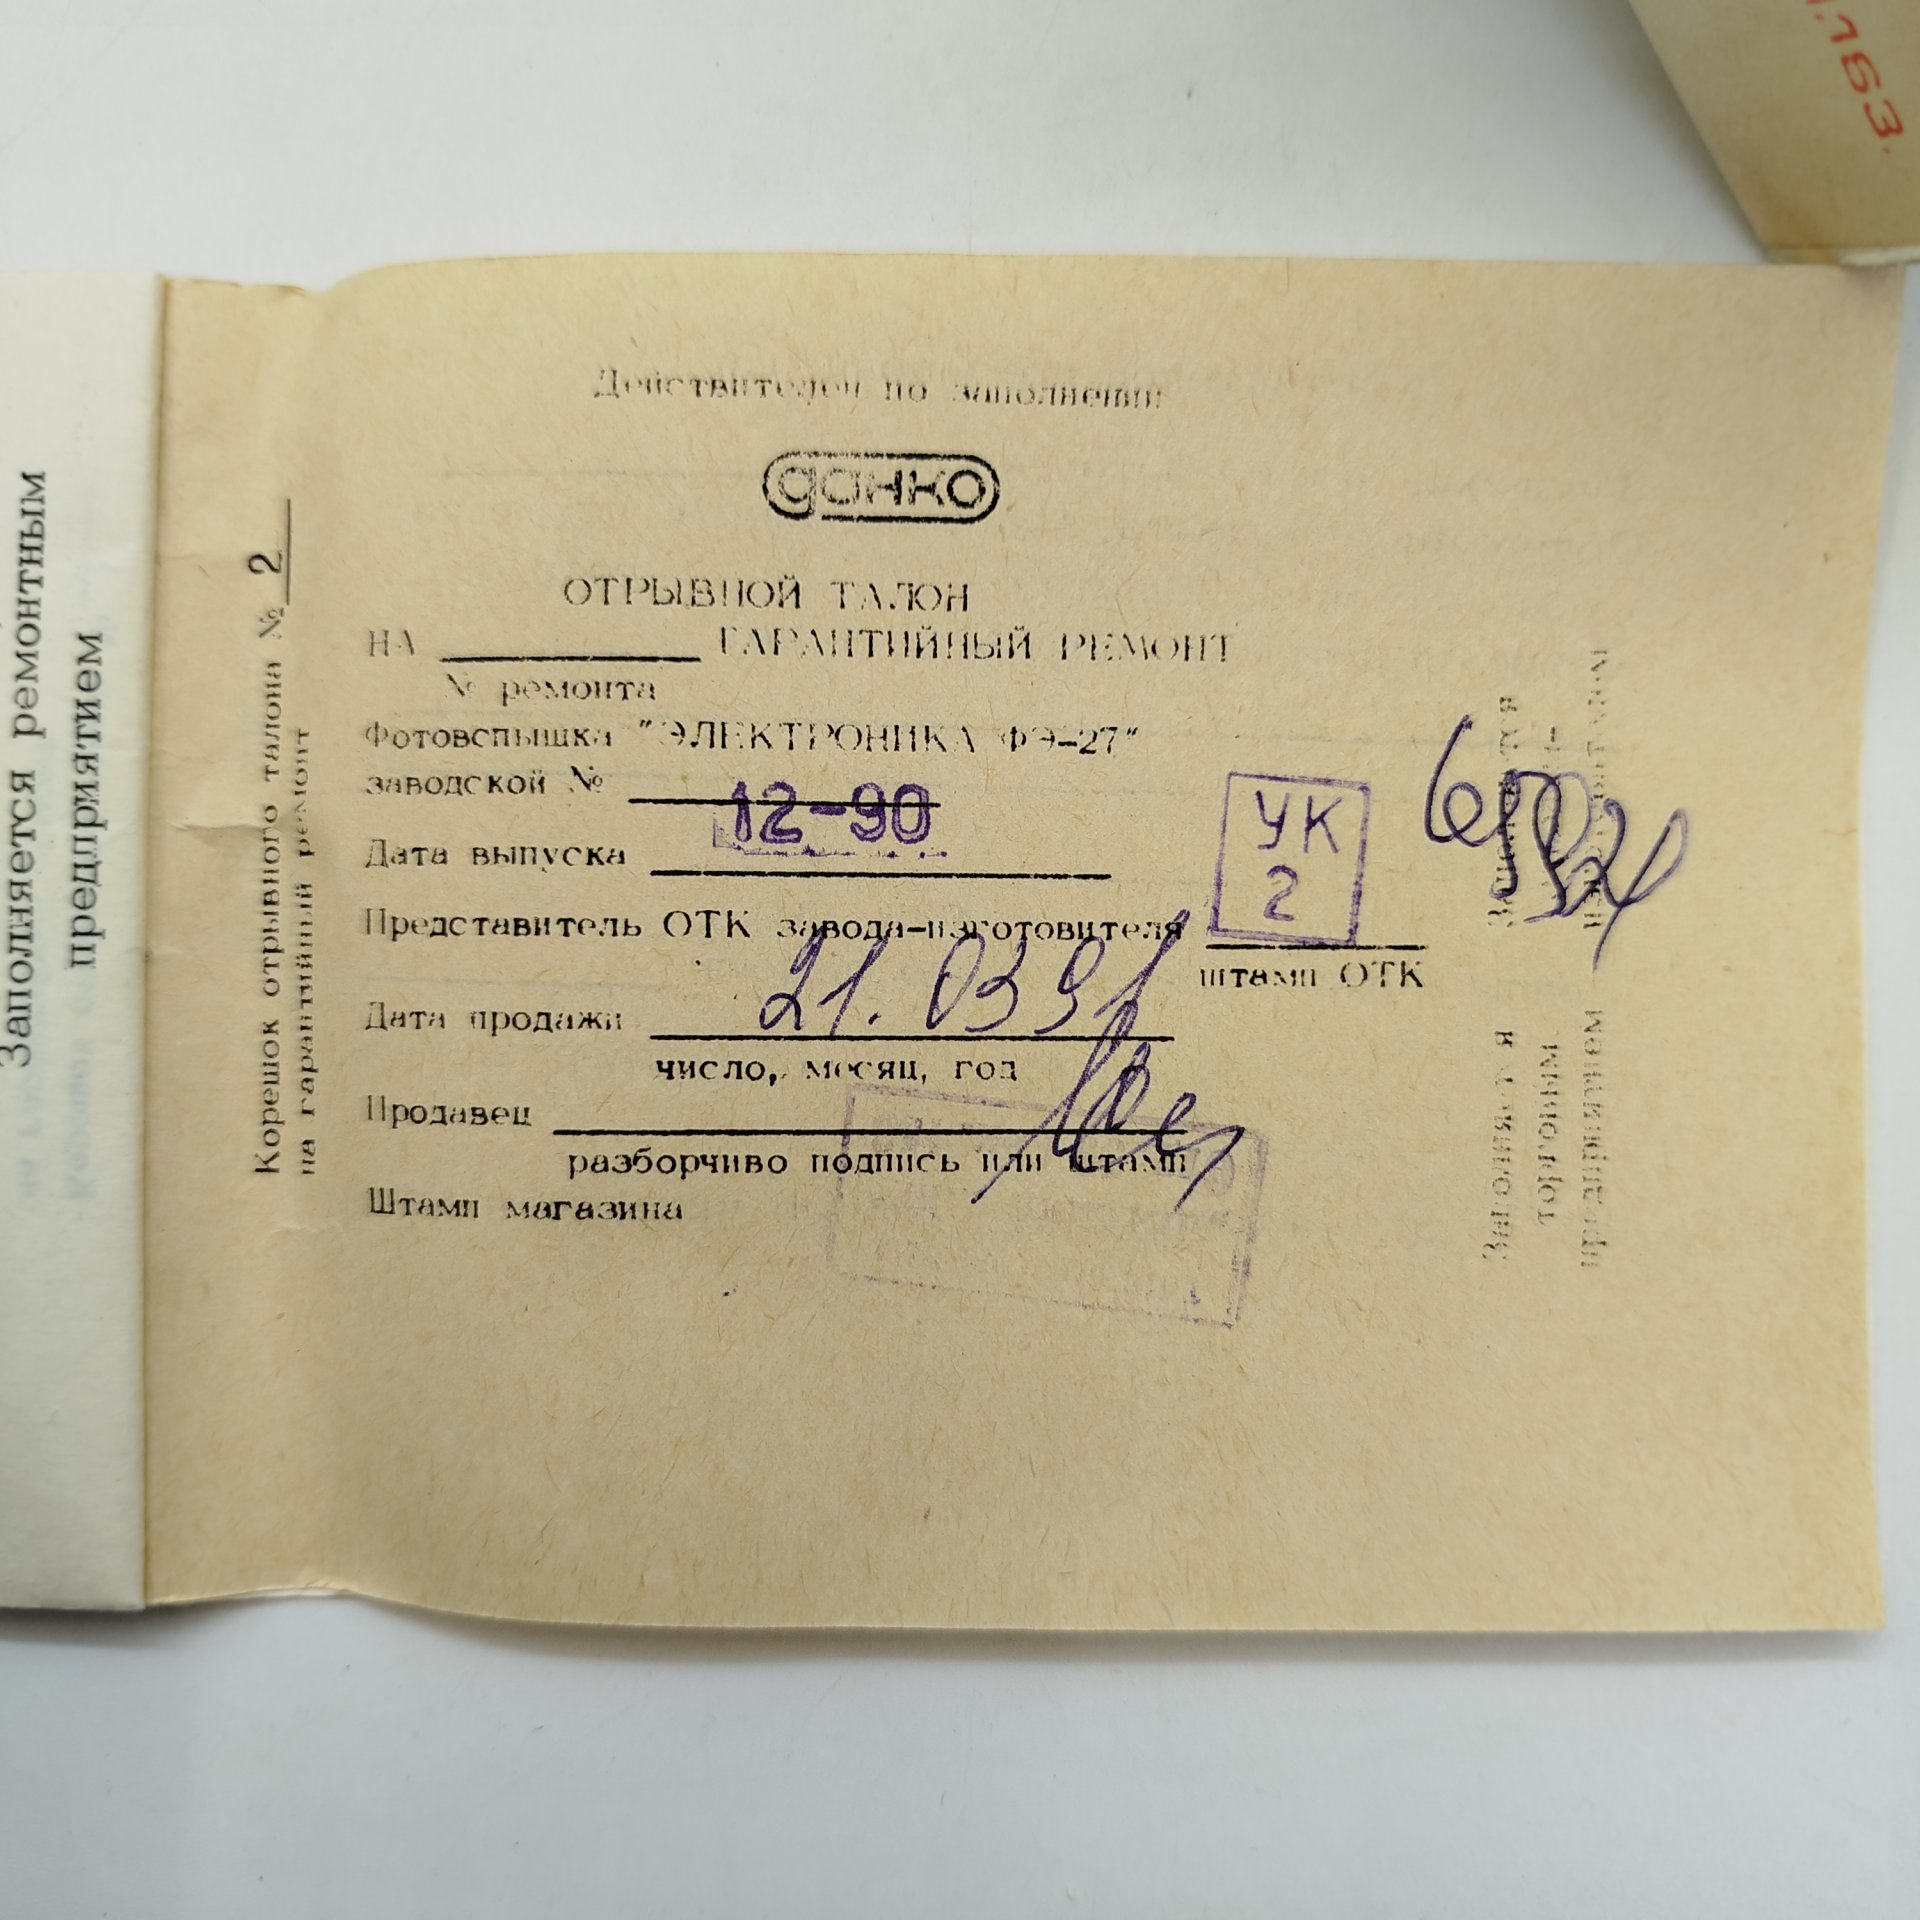 Заполняется ремонтным
предприятием
Корешок отрывного талона № 2
на гарантийный ремонт
Действителен по заполнении
данко
ОТРЫВНОЙ ТАЛОН
НА ГАРАНТИЙНЫЙ РЕМОНТ
№ ремонта
Фотовспышка "ЭЛЕКТРОНИКА ФЭ-27"
заводской №
12-90
Дата выпуска
УК
2
Представитель ОТК завода-изготовителя
штамп ОТК
Дата продажи 21.03 91
число, месяц, год
Продавец
разборчиво подпись или штамп
Штамп магазина
Заполняется
торговым
предприятием